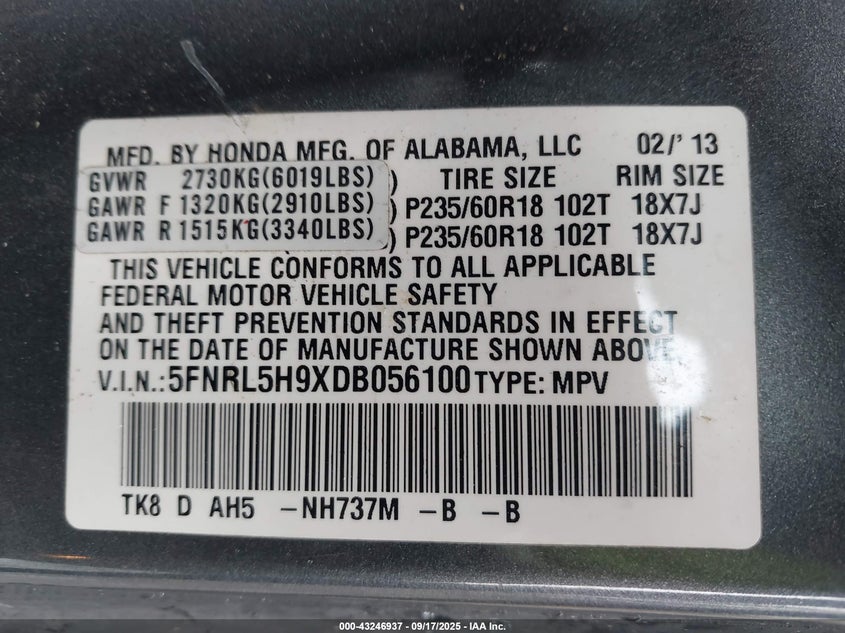 MFD. BY HONDA MFG. OF ALABAMA, LLC 02/' 13
GVWR 2730KG(6019LBS) ) TIRE SIZE RIM SIZE
GAWR F 1320KG(2910LBS) ) P235/60R18 102T 18X7J
GAWR R 1515KG(3340LBS) ) P235/60R18 102T 18X7J
THIS VEHICLE CONFORMS TO ALL APPLICABLE
FEDERAL MOTOR VEHICLE SAFETY
AND THEFT PREVENTION STANDARDS IN EFFECT
ON THE DATE OF MANUFACTURE SHOWN ABOVE.
V.I.N.:5FNRL5H9XDB056100 TYPE: MPV
TK8 D AH5 -NH737M -B -B
000-43246937 - 09/17/2025 - IAA Inc.